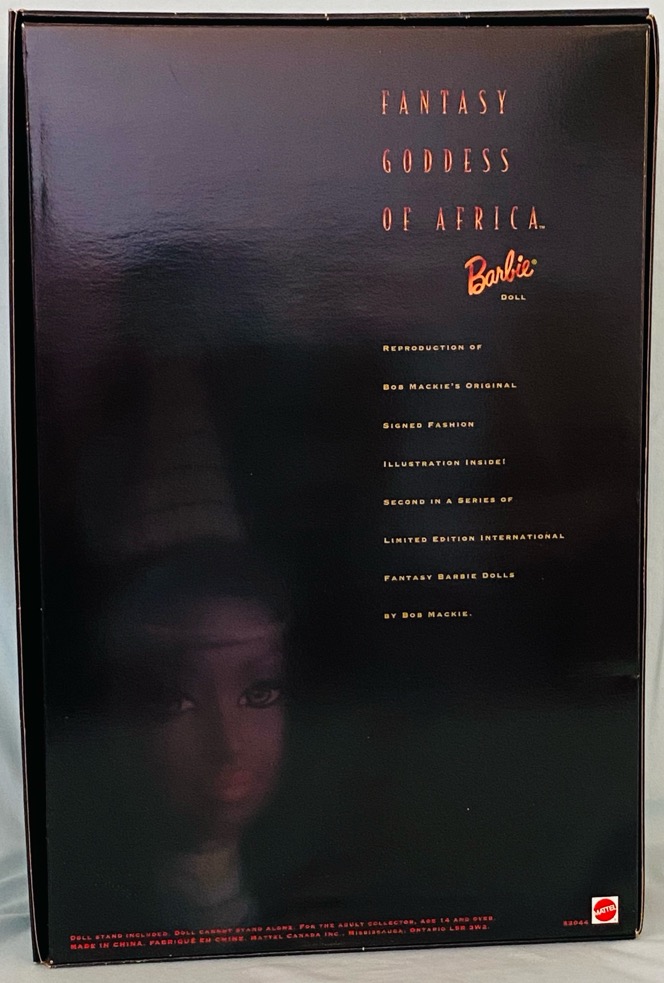 FANTASY
GODDESS
OF AFRICA™
Barbie®
DOLL
REPRODUCTION OF
BOB MACKIE'S ORIGINAL
SIGNED FASHION
ILLUSTRATION INSIDE!
SECOND IN A SERIES OF
LIMITED EDITION INTERNATIONAL
FANTASY BARBIE DOLLS
BY BOB MACKIE.
DOLL STAND INCLUDED. DOLL CANNOT STAND ALONE. FOR THE ADULT COLLECTOR, AGE 14 AND OVER.
MADE IN CHINA. FABRIQUÉ EN CHINE. MATTEL CANADA INC., MISSISSAUGA, ONTARIO L5R 3W2.
22044
MATTEL